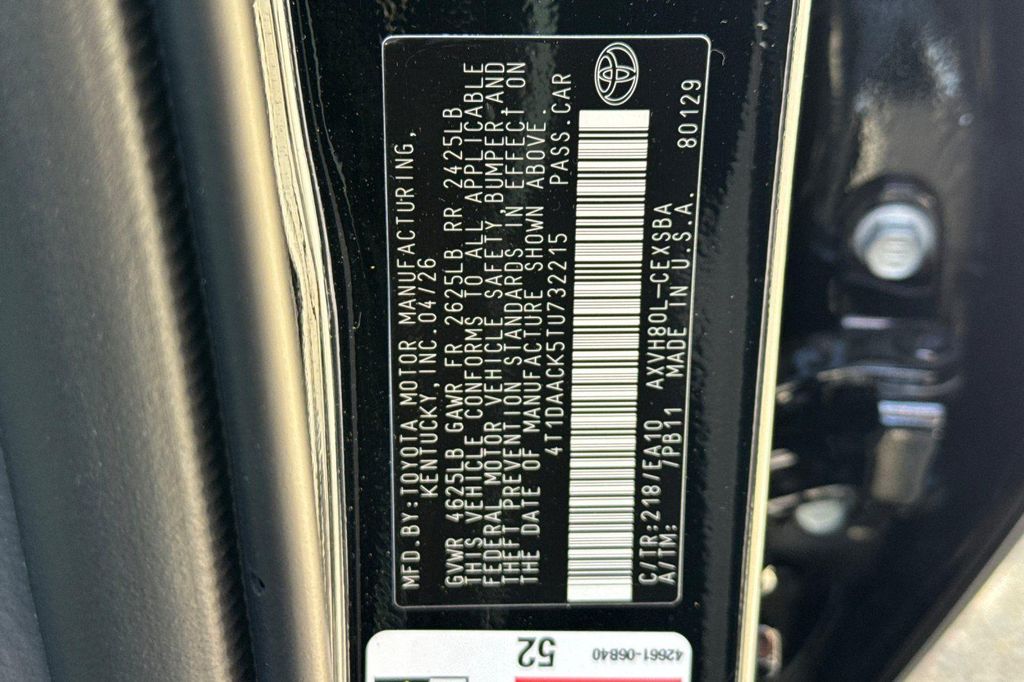 MFD.BY:TOYOTA MOTOR MANUFACTURING,
KENTUCKY,INC.04/26
GVWR 4625LB GAWR FR 2625LB RR 2425LB
THIS VEHICLE CONFORMS TO ALL APPLICABLE
FEDERAL MOTOR VEHICLE SAFETY, BUMPER AND
THEFT PREVENTION STANDARDS IN EFFECT ON
THE DATE OF MANUFACTURE SHOWN ABOVE
4T1DAACK5TU732215 PASS.CAR
C/TR:218/EA10 AXVH80L-CEXSBA
A/TM: /PB11 MADE IN U.S.A. 80129
52
42661-06B40